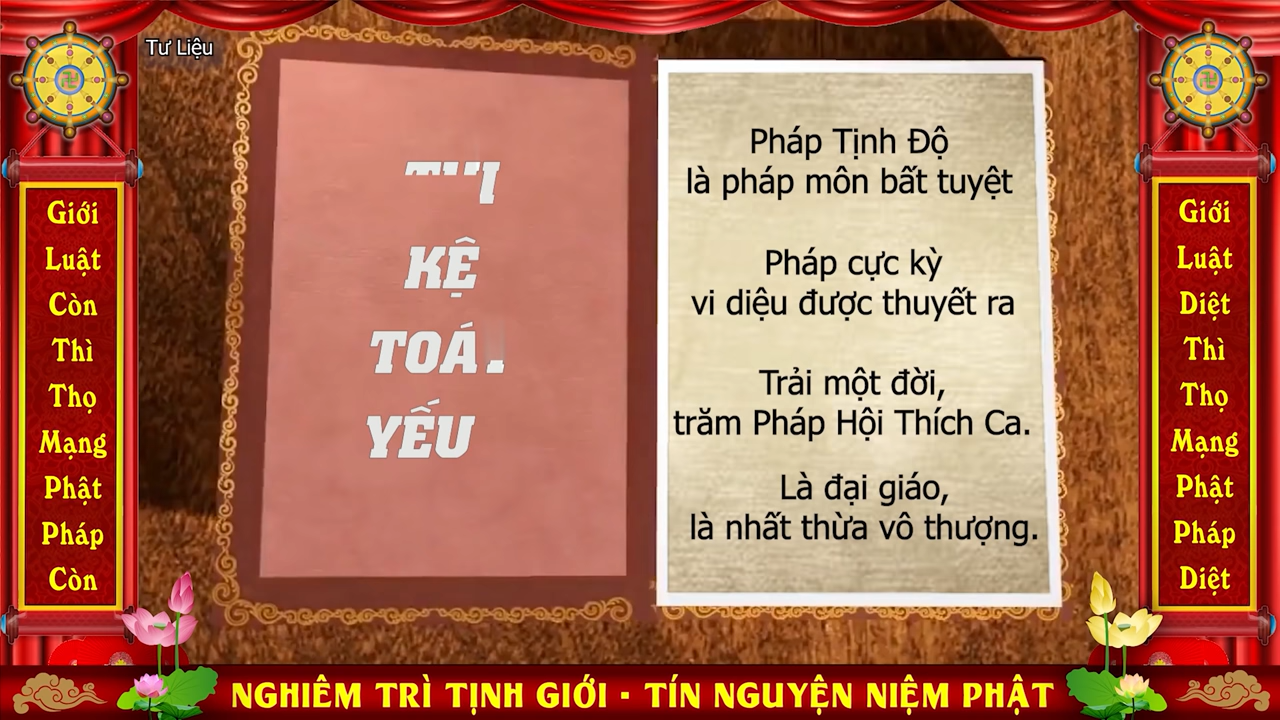 Tư Liệu
Giới
Luật
Còn
Thì
Thọ
Mạng
Phật
Pháp
Còn
KỆ
YẾU
Pháp Tịnh Độ
là pháp môn bất tuyệt
Pháp cực kỳ
vi diệu được thuyết ra
Trải một đời,
trăm Pháp Hội Thích Ca.
Là đại giáo,
là nhất thừa vô thượng.
Giới
Luật
Diệt
Thì
Thọ
Mạng
Phật
Pháp
Diệt
NGHIÊM TRÌ TỊNH GIỚI - TÍN NGUYỆN NIỆM PHẬT